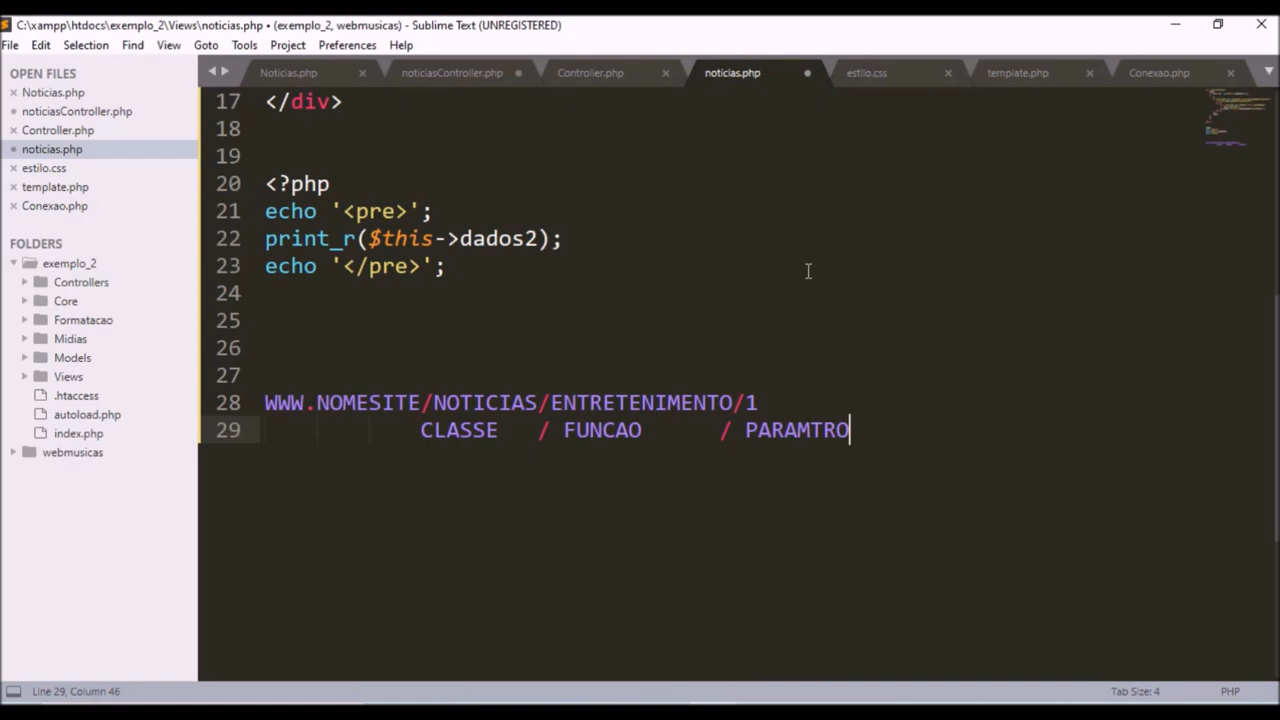 C:\xampp\htdocs\exemplo_2\Views\noticias.php • (exemplo_2, webmusicas) - Sublime Text (UNREGISTERED)
File Edit Selection Find View Goto Tools Project Preferences Help
OPEN FILES
Noticias.php
noticiasController.php
Controller.php
noticias.php
estilo.css
template.php
Conexao.php
FOLDERS
exemplo_2
Controllers
Core
Formatacao
Midias
Models
Views
.htaccess
autoload.php
index.php
webmusicas
Noticias.php noticiasController.php Controller.php noticias.php estilo.css template.php Conexao.php
17 </div>
18
19
20 <?php
21 echo '<pre>';
22 print_r($this->dados2);
23 echo '</pre>';
24
25
26
27
28 WWW.NOMESITE/NOTICIAS/ENTRETENIMENTO/1
29 CLASSE / FUNCAO / PARAMTRO
Line 29, Column 46 Tab Size: 4 PHP